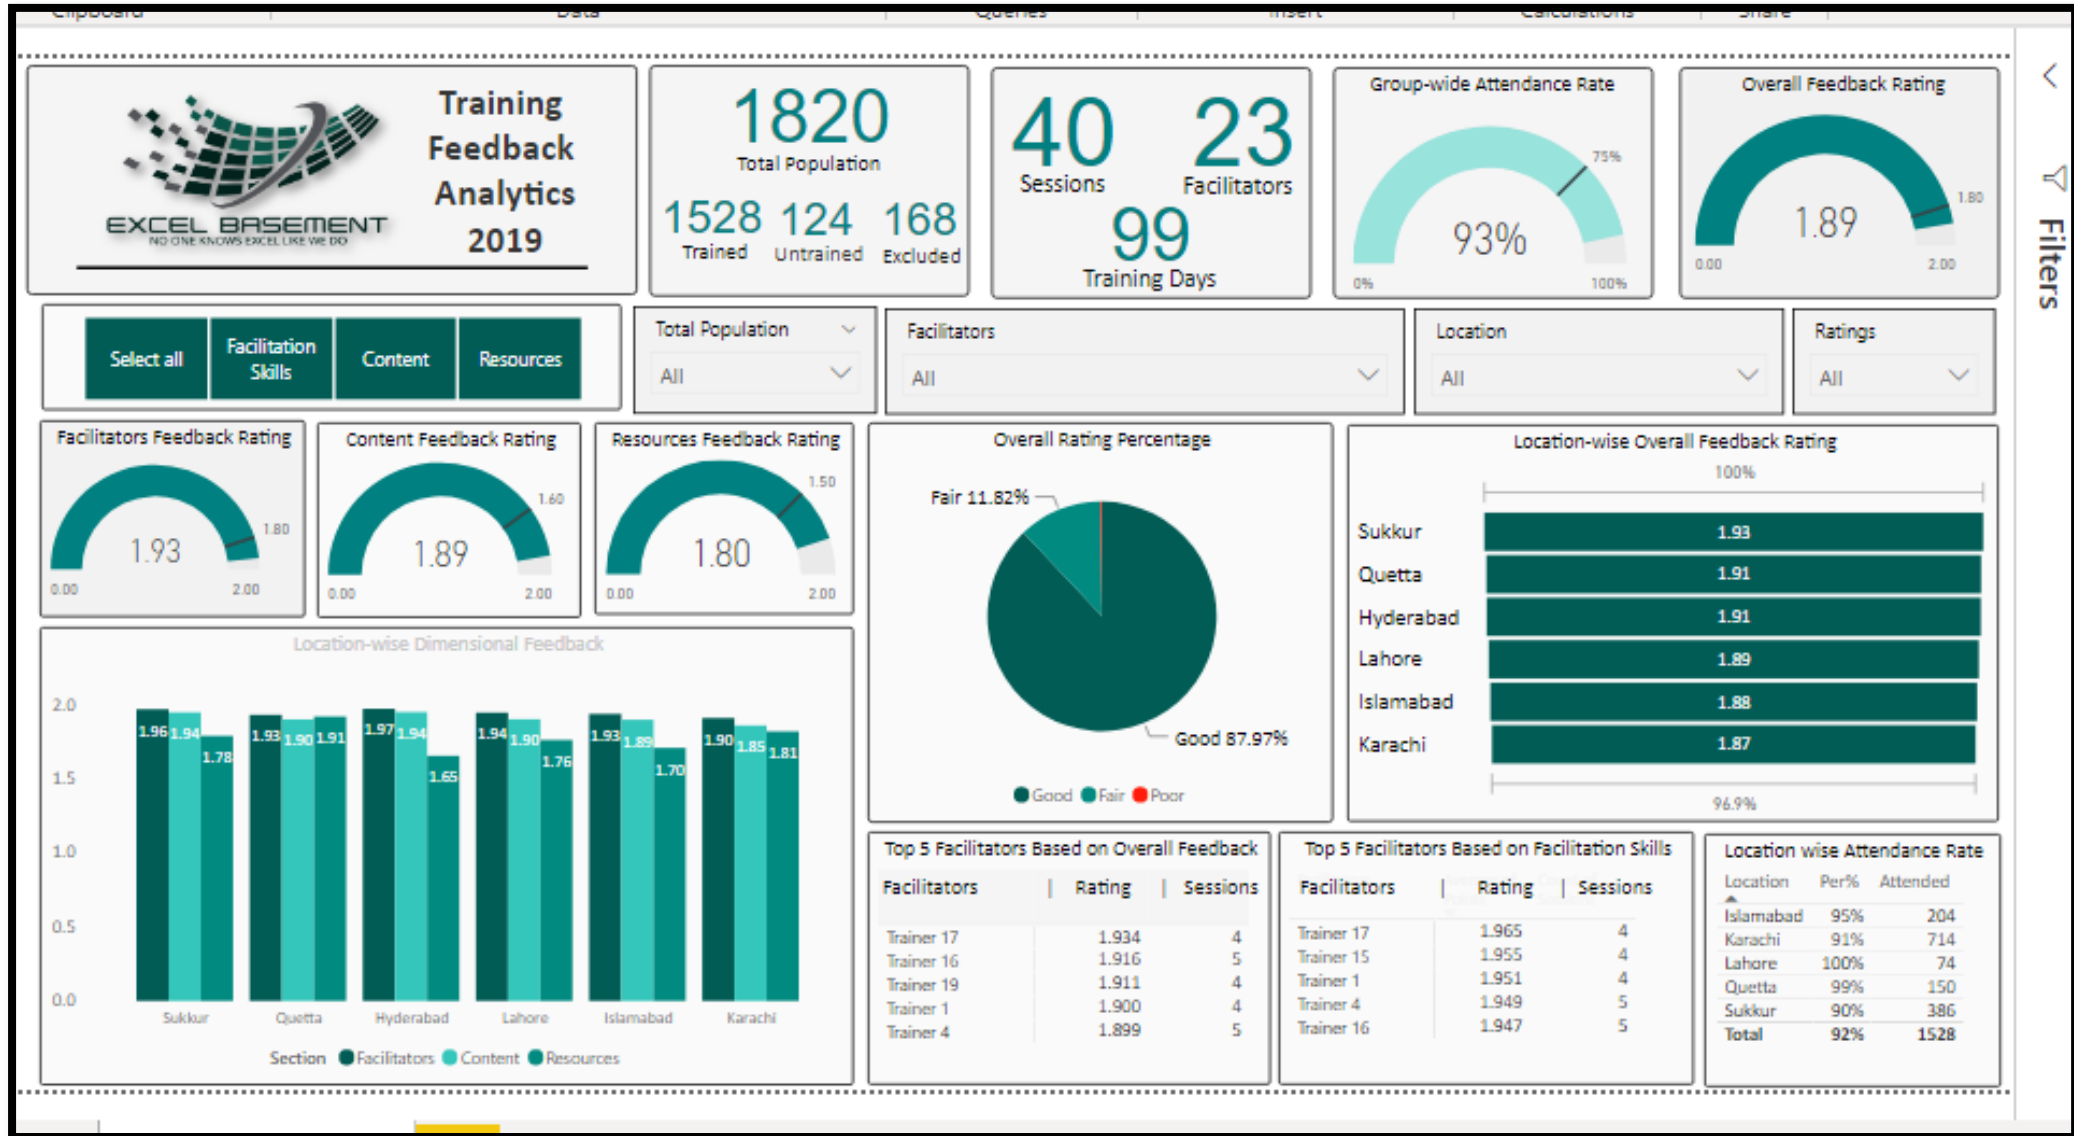 Clipboard
Data
Queries
Insert
Calculations
Share
Training
Feedback
Analytics
2019
EXCEL BASEMENT
NO ONE KNOWS EXCEL LIKE WE DO
1820
Total Population
1528 124 168
Trained Untrained Excluded
40 23
Sessions Facilitators
99
Training Days
Group-wide Attendance Rate
75%
93%
0% 100%
Overall Feedback Rating
1.80
1.89
0.00 2.00
Filters
Select all
Facilitation
Skills
Content
Resources
Total Population
All
Facilitators
All
Location
All
Ratings
All
Facilitators Feedback Rating
1.80
1.93
0.00 2.00
Content Feedback Rating
1.60
1.89
0.00 2.00
Resources Feedback Rating
1.50
1.80
0.00 2.00
Overall Rating Percentage
Fair 11.82%
Good 87.97%
Good Fair Poor
Location-wise Overall Feedback Rating
100%
Sukkur 1.93
Quetta 1.91
Hyderabad 1.91
Lahore 1.89
Islamabad 1.88
Karachi 1.87
96.9%
Location-wise Dimensional Feedback
2.0
1.5
1.0
0.5
0.0
1.96 1.94 1.78
1.93 1.90 1.91
1.97 1.94 1.65
1.94 1.90 1.76
1.93 1.89 1.70
1.90 1.85 1.81
Sukkur Quetta Hyderabad Lahore Islamabad Karachi
Section Facilitators Content Resources
Top 5 Facilitators Based on Overall Feedback
Facilitators | Rating | Sessions
Trainer 17 1.934 4
Trainer 16 1.916 5
Trainer 19 1.911 4
Trainer 1 1.900 4
Trainer 4 1.899 5
Top 5 Facilitators Based on Facilitation Skills
Facilitators | Rating | Sessions
Trainer 17 1.965 4
Trainer 15 1.955 4
Trainer 1 1.951 4
Trainer 4 1.949 5
Trainer 16 1.947 5
Location wise Attendance Rate
Location Per% Attended
Islamabad 95% 204
Karachi 91% 714
Lahore 100% 74
Quetta 99% 150
Sukkur 90% 386
Total 92% 1528